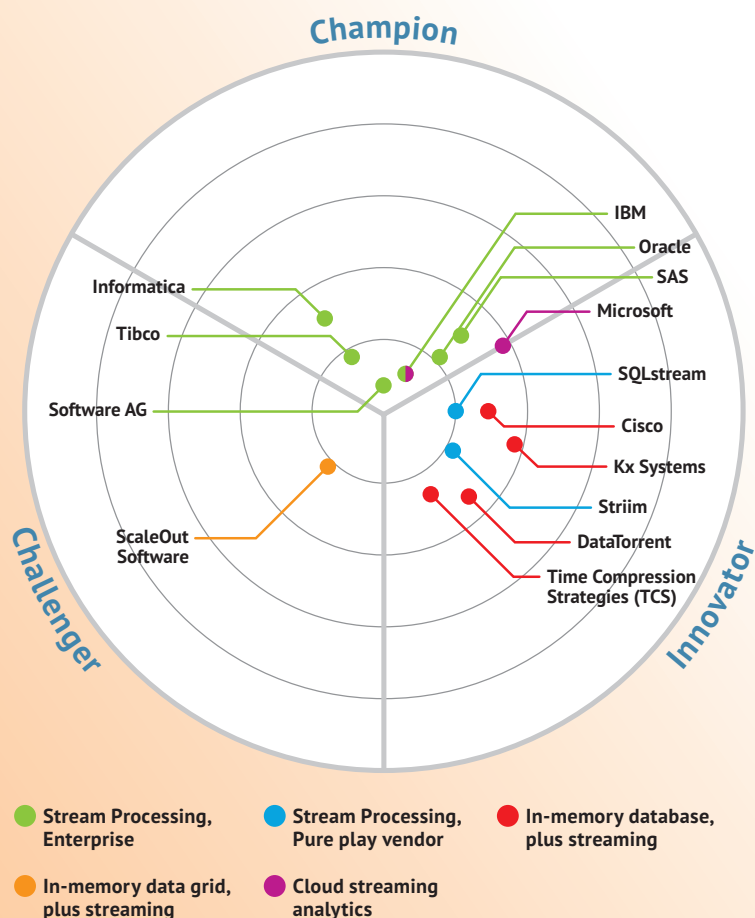 Champion
IBM
Oracle
SAS
Microsoft
Informatica
Tibco
Software AG
SQLstream
Cisco
Kx Systems
Striim
DataTorrent
Time Compression
Strategies (TCS)
ScaleOut
Software
Challenger
Innovator
Stream Processing,
Enterprise
Stream Processing,
Pure play vendor
In-memory database,
plus streaming
In-memory data grid,
plus streaming
Cloud streaming
analytics